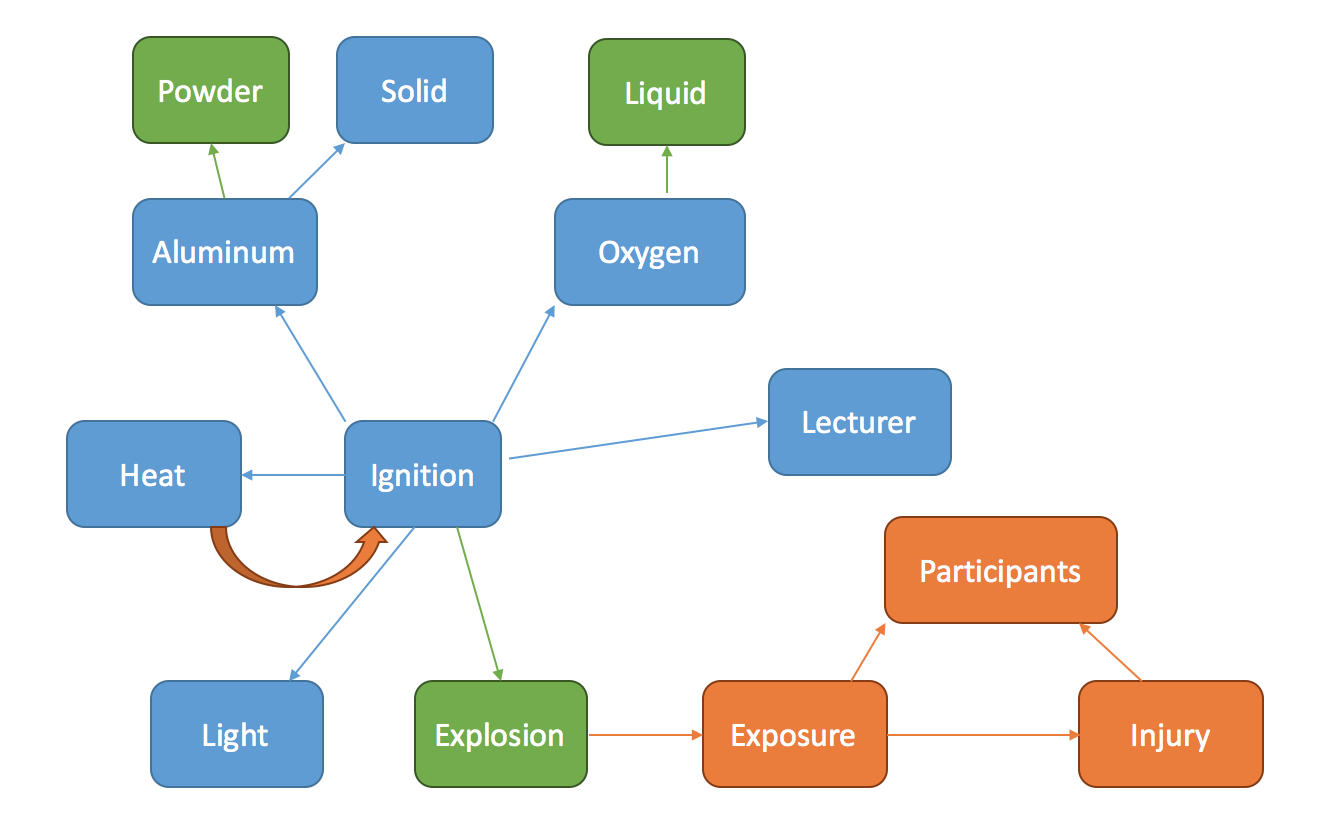 Powder
Solid
Liquid
Aluminum
Oxygen
Lecturer
Heat
Ignition
Participants
Light
Explosion
Exposure
Injury